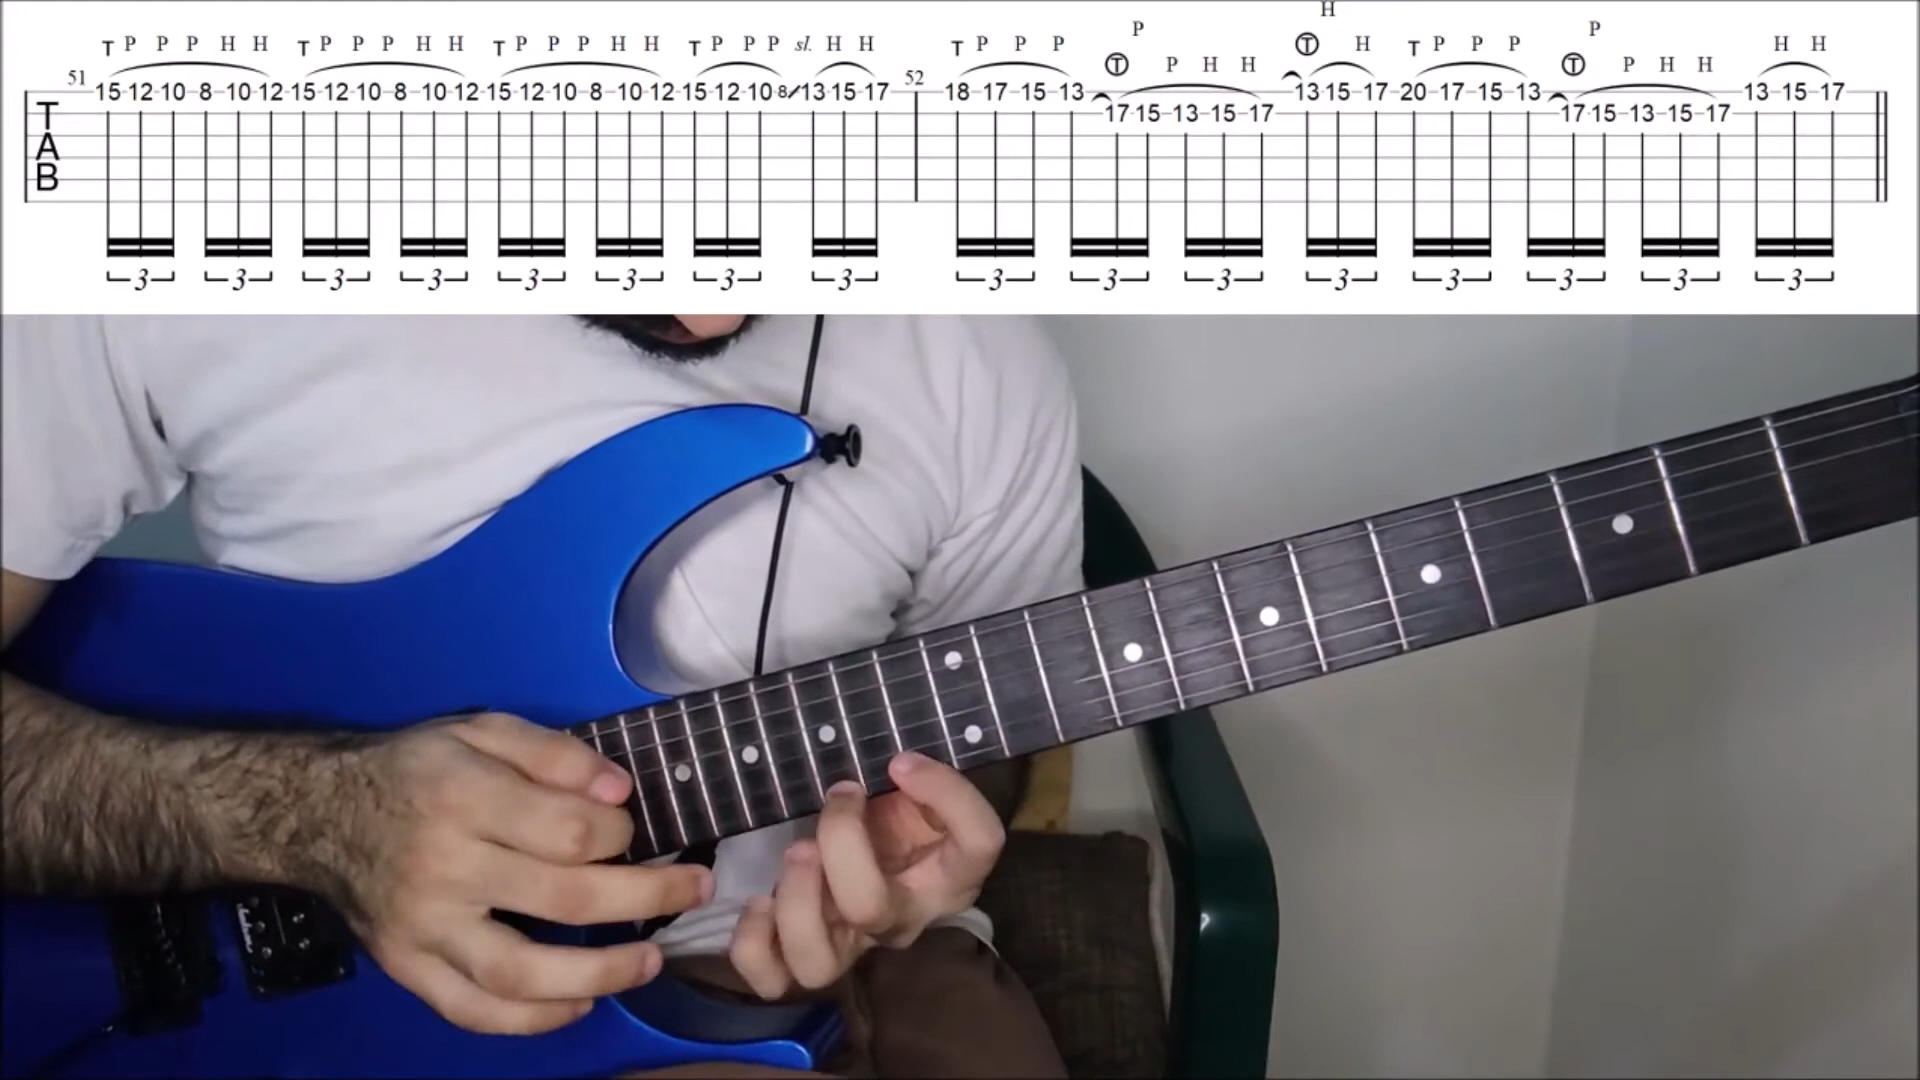 H
P P
T P P P H H T P P P H H T P P P H H T P P P sl. H H T P P P T P H H T H T P P P T P H H H H
51 15 12 10 8 10 12 15 12 10 8 10 12 15 12 10 8 10 12 15 12 10 8 13 15 17 52 18 17 15 13 13 15 17 20 17 15 13 13 15 17
17 15 13 15 17 17 15 13 15 17
T
A
B
3 3 3 3 3 3 3 3 3 3 3 3 3 3 3 3